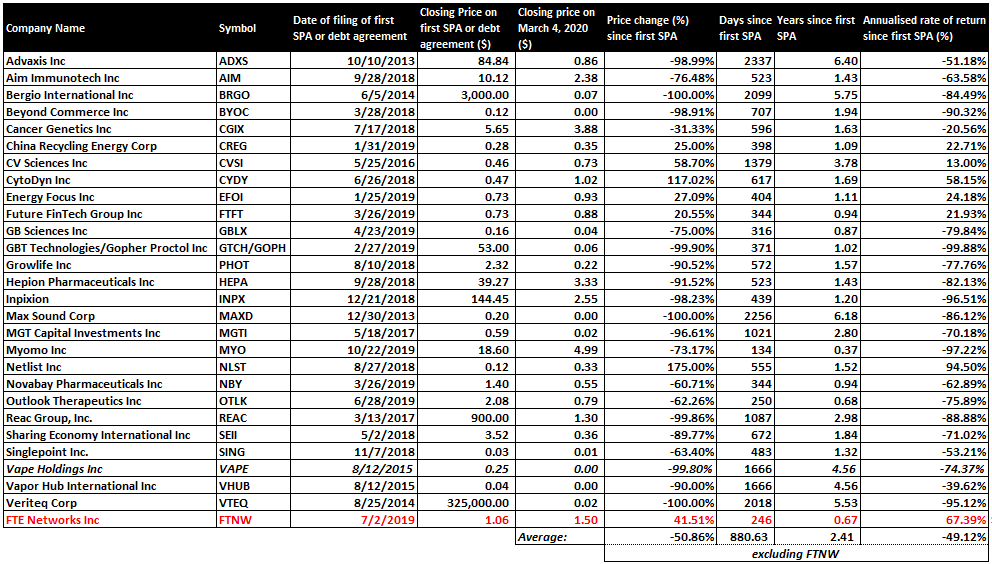 Company Name Symbol Date of filing of first SPA or debt agreement Closing Price on first SPA or debt agreement ($) Closing price on March 4, 2020 ($) Price change (%) since first SPA Days since first SPA Years since first SPA Annualised rate of return since first SPA (%)
Advaxis Inc ADXS 10/10/2013 84.84 0.86 -98.99% 2337 6.40 -51.18%
Aim Immunotech Inc AIM 9/28/2018 10.12 2.38 -76.48% 523 1.43 -63.58%
Bergio International Inc BRGO 6/5/2014 3,000.00 0.07 -100.00% 2099 5.75 -84.49%
Beyond Commerce Inc BYOC 3/28/2018 0.12 0.00 -98.91% 707 1.94 -90.32%
Cancer Genetics Inc CGIX 7/17/2018 5.65 3.88 -31.33% 596 1.63 -20.56%
China Recycling Energy Corp CREG 1/31/2019 0.28 0.35 25.00% 398 1.09 22.71%
CV Sciences Inc CVSI 5/25/2016 0.46 0.73 58.70% 1379 3.78 13.00%
CytoDyn Inc CYDY 6/26/2018 0.47 1.02 117.02% 617 1.69 58.15%
Energy Focus Inc EFOI 1/25/2019 0.73 0.93 27.09% 404 1.11 24.18%
Future FinTech Group Inc FTFT 3/26/2019 0.73 0.88 20.55% 344 0.94 21.93%
GB Sciences Inc GBLX 4/23/2019 0.16 0.04 -75.00% 316 0.87 -79.84%
GBT Technologies/Gopher Proctol Inc GTCH/GOPH 2/27/2019 53.00 0.06 -99.90% 371 1.02 -99.88%
Growlife Inc PHOT 8/10/2018 2.32 0.22 -90.52% 572 1.57 -77.76%
Hepion Pharmaceuticals Inc HEPA 9/28/2018 39.27 3.33 -91.52% 523 1.43 -82.13%
Inpixion INPX 12/21/2018 144.45 2.55 -98.23% 439 1.20 -96.51%
Max Sound Corp MAXD 12/30/2013 0.20 0.00 -100.00% 2256 6.18 -86.12%
MGT Capital Investments Inc MGTI 5/18/2017 0.59 0.02 -96.61% 1021 2.80 -70.18%
Myomo Inc MYO 10/22/2019 18.60 4.99 -73.17% 134 0.37 -97.22%
Netlist Inc NLST 8/27/2018 0.12 0.33 175.00% 555 1.52 94.50%
Novabay Pharmaceuticals Inc NBY 3/26/2019 1.40 0.55 -60.71% 344 0.94 -62.89%
Outlook Therapeutics Inc OTLK 6/28/2019 2.08 0.79 -62.26% 250 0.68 -75.89%
Reac Group, Inc. REAC 3/13/2017 900.00 1.30 -99.86% 1087 2.98 -88.88%
Sharing Economy International Inc SEII 5/2/2018 3.52 0.36 -89.77% 672 1.84 -71.02%
Singlepoint Inc. SING 11/7/2018 0.03 0.01 -63.40% 483 1.32 -53.21%
Vape Holdings Inc VAPE 8/12/2015 0.25 0.00 -99.80% 1666 4.56 -74.37%
Vapor Hub International Inc VHUB 8/12/2015 0.04 0.00 -90.00% 1666 4.56 -39.62%
Veriteq Corp VTEQ 8/25/2014 325,000.00 0.02 -100.00% 2018 5.53 -95.12%
FTE Networks Inc FTNW 7/2/2019 1.06 1.50 41.51% 246 0.67 67.39%
Average: -50.86% 880.63 2.41 -49.12%
excluding FTNW